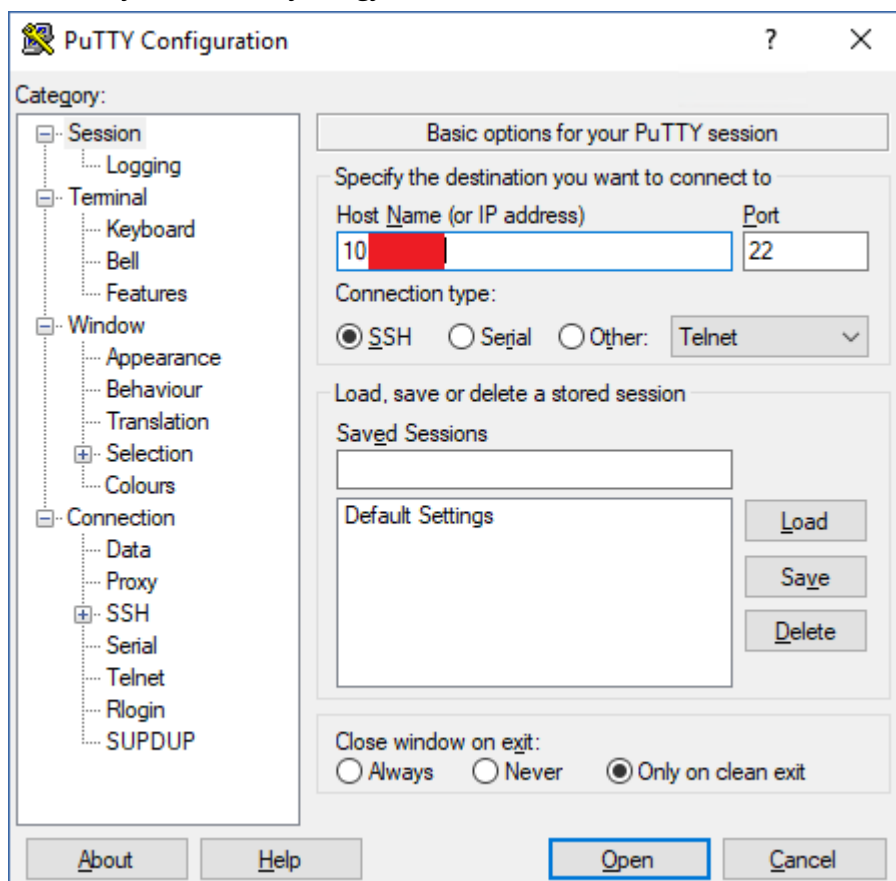 PuTTY Configuration
?
Category:
Session
Logging
Terminal
Keyboard
Bell
Features
Window
Appearance
Behaviour
Translation
Selection
Colours
Connection
Data
Proxy
SSH
Serial
Telnet
Rlogin
SUPDUP
Basic options for your PuTTY session
Specify the destination you want to connect to
Host Name (or IP address) Port
10 22
Connection type:
SSH Serial Other: Telnet
Load, save or delete a stored session
Saved Sessions
Default Settings
Load
Save
Delete
Close window on exit:
Always Never Only on clean exit
About Help Open Cancel